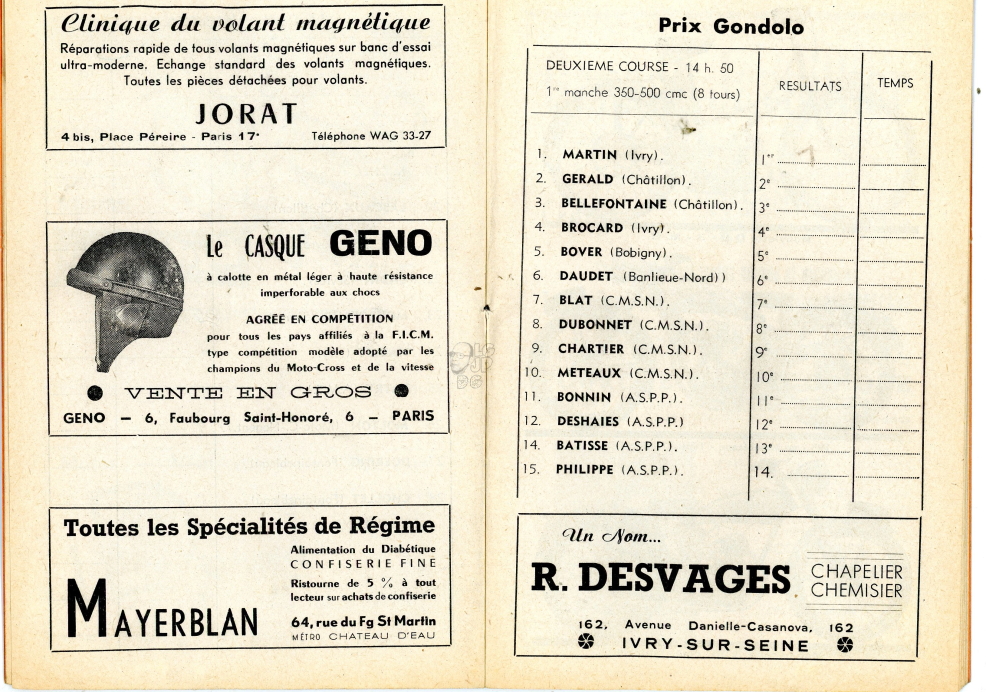 Clinique du volant magnétique
Réparations rapide de tous volants magnétiques sur banc d'essai
ultra-moderne. Echange standard des volants magnétiques.
Toutes les pièces détachées pour volants.
JORAT
4 bis, Place Péreire - Paris 17e Téléphone WAG 33-27
Le CASQUE GENO
à calotte en métal léger à haute résistance
imperforable aux chocs
AGRÉÉ EN COMPÉTITION
pour tous les pays affiliés à la F.I.C.M.
type compétition modèle adopté par les
champions du Moto-Cross et de la vitesse
● VENTE EN GROS ●
GENO — 6, Faubourg Saint-Honoré, 6 — PARIS
Toutes les Spécialités de Régime
Alimentation du Diabétique
CONFISERIE FINE
Ristourne de 5 % à tout
lecteur sur achats de confiserie
MAYERBLAN
64, rue du Fg St Martin
MÉTRO CHATEAU D'EAU
Prix Gondolo
DEUXIEME COURSE - 14 h. 50
1re manche 350-500 cmc (8 tours)
RESULTATS
TEMPS
1. MARTIN (Ivry). 1er
2. GERALD (Châtillon). 2e
3. BELLEFONTAINE (Châtillon). 3e
4. BROCARD (Ivry). 4e
5. BOVER (Bobigny). 5e
6. DAUDET (Banlieue-Nord)) 6e
7. BLAT (C.M.S.N.). 7e
8. DUBONNET (C.M.S.N.). 8e
9. CHARTIER (C.M.S.N.). 9e
10. METEAUX (C.M.S.N.). 10e
11. BONNIN (A.S.P.P.). 11e
12. DESHAIES (A.S.P.P.) 12e
14. BATISSE (A.S.P.P.). 13e
15. PHILIPPE (A.S.P.P.). 14.
Un Nom...
R. DESVAGES
CHAPELIER
CHEMISIER
162, Avenue Danielle-Casanova, 162
IVRY-SUR-SEINE